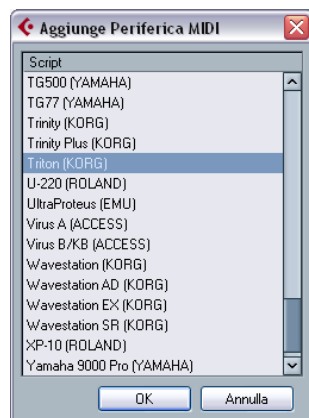 Aggiunge Periferica MIDI
Script
TG500 (YAMAHA)
TG77 (YAMAHA)
Trinity (KORG)
Trinity Plus (KORG)
Triton (KORG)
U-220 (ROLAND)
UltraProteus (EMU)
Virus A (ACCESS)
Virus B/KB (ACCESS)
Wavestation (KORG)
Wavestation AD (KORG)
Wavestation EX (KORG)
Wavestation SR (KORG)
XP-10 (ROLAND)
Yamaha 9000 Pro (YAMAHA)
OK Annulla